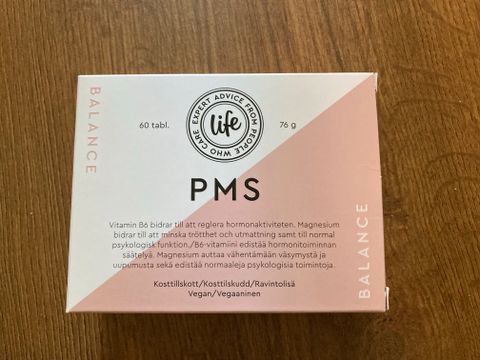 BALANCE
EXPERT ADVICE FROM PEOPLE WHO CARE
life
60 tabl.
76 g
PMS
Vitamin B6 bidrar till att reglera hormonaktiviteten. Magnesium
bidrar till att minska trötthet och utmattning samt till normal
psykologisk funktion./B6-vitamiini edistää hormonitoiminnan
säätelyä. Magnesium auttaa vähentämään väsymystä ja
uupumusta sekä edistää normaaleja psykologisia toimintoja.
Kosttillskott/Kosttilskudd/Ravintolisä
Vegan/Vegaaninen
BALANCE